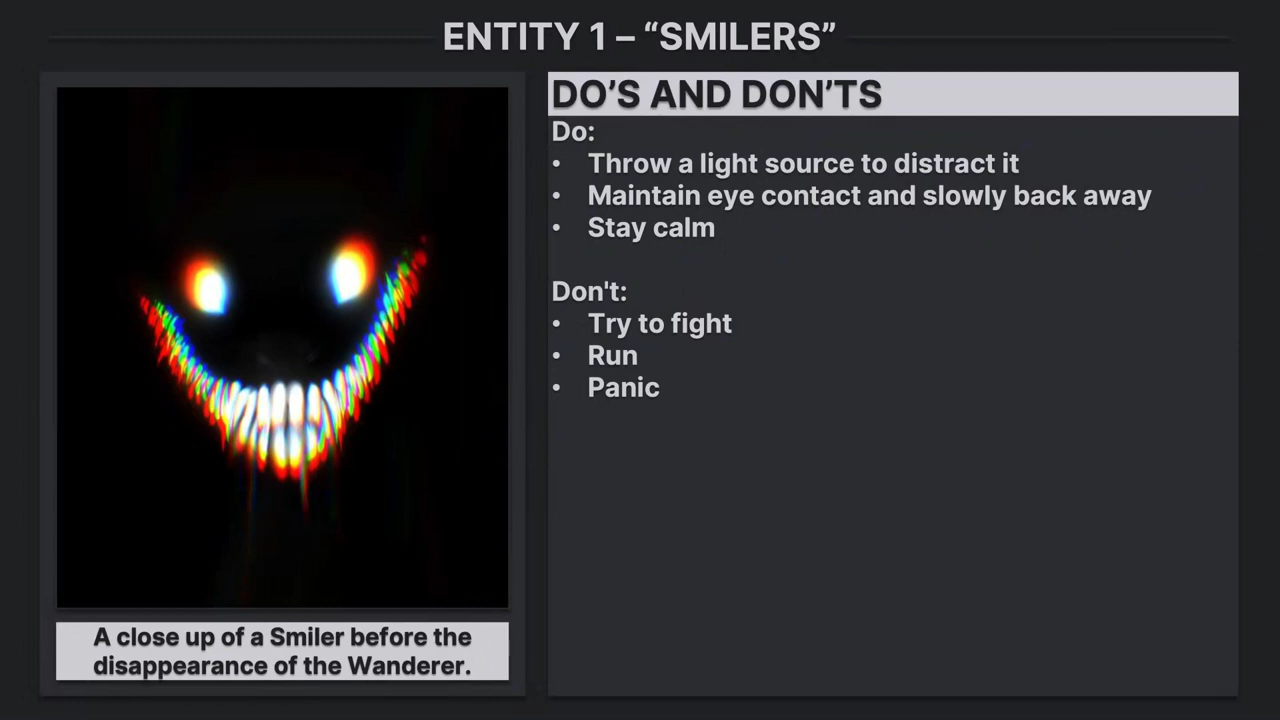 ENTITY 1 – “SMILERS”
DO’S AND DON’TS
Do:
• Throw a light source to distract it
• Maintain eye contact and slowly back away
• Stay calm
Don't:
• Try to fight
• Run
• Panic
A close up of a Smiler before the
disappearance of the Wanderer.